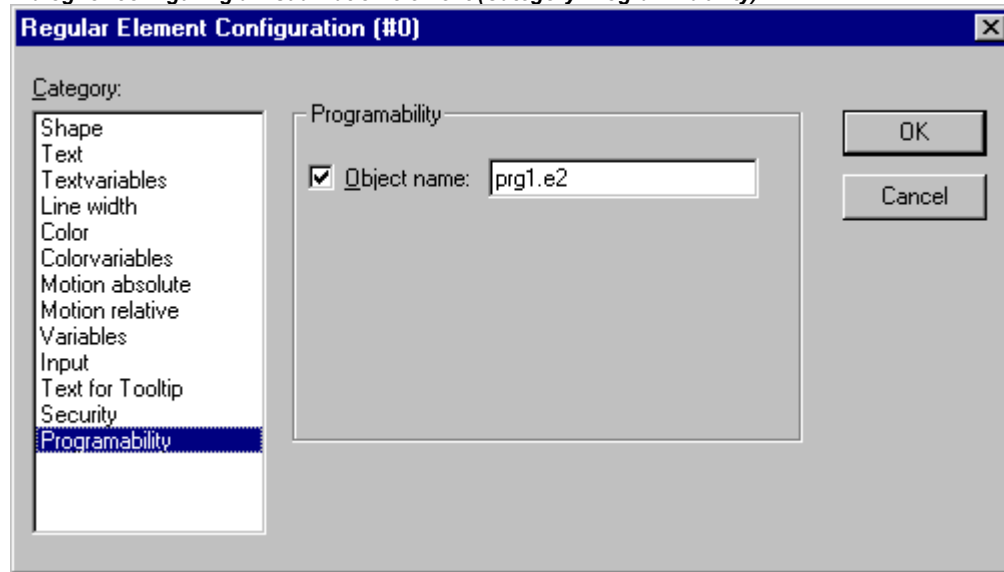 Regular Element Configuration (#0)
Category:
Shape
Text
Textvariables
Line width
Color
Colorvariables
Motion absolute
Motion relative
Variables
Input
Text for Tooltip
Security
Programability
Programability
Object name: prg1.e2
OK
Cancel